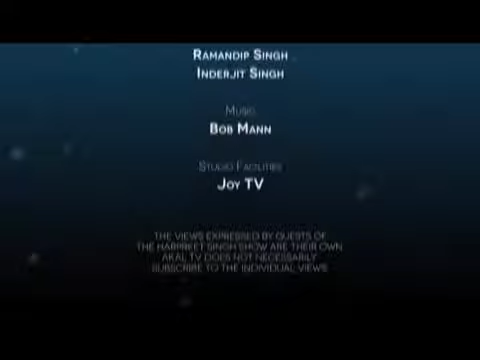 Ramandip Singh
Inderjit Singh
Music
Bob Mann
Studio Facilities
Joy TV
THE VIEWS EXPRESSED BY GUESTS OF
THE HARPREET SINGH SHOW ARE THEIR OWN
AKAL TV DOES NOT NECESSARILY
SUBSCRIBE TO THE INDIVIDUAL VIEWS